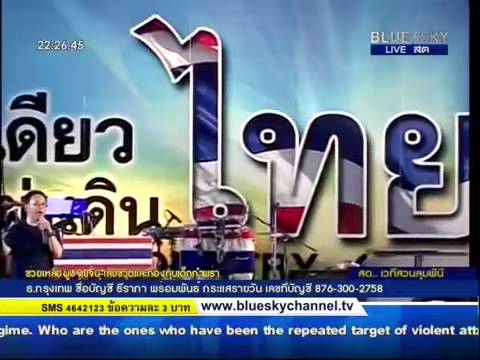 22:26:45
BLUESKY
LIVE สด
เดียว
ไทย
ดิน
สด.. เวทีสวนลุมพินี
ธ.กรุงเทพ ชื่อบัญชี ธีราภา พร้อมพันธ์ กระแสรายวัน เลขที่บัญชี 876-300-2758
SMS 4642123 ข้อความละ 3 บาท www.blueskychannel.tv
gime. Who are the ones who have been the repeated target of violent att